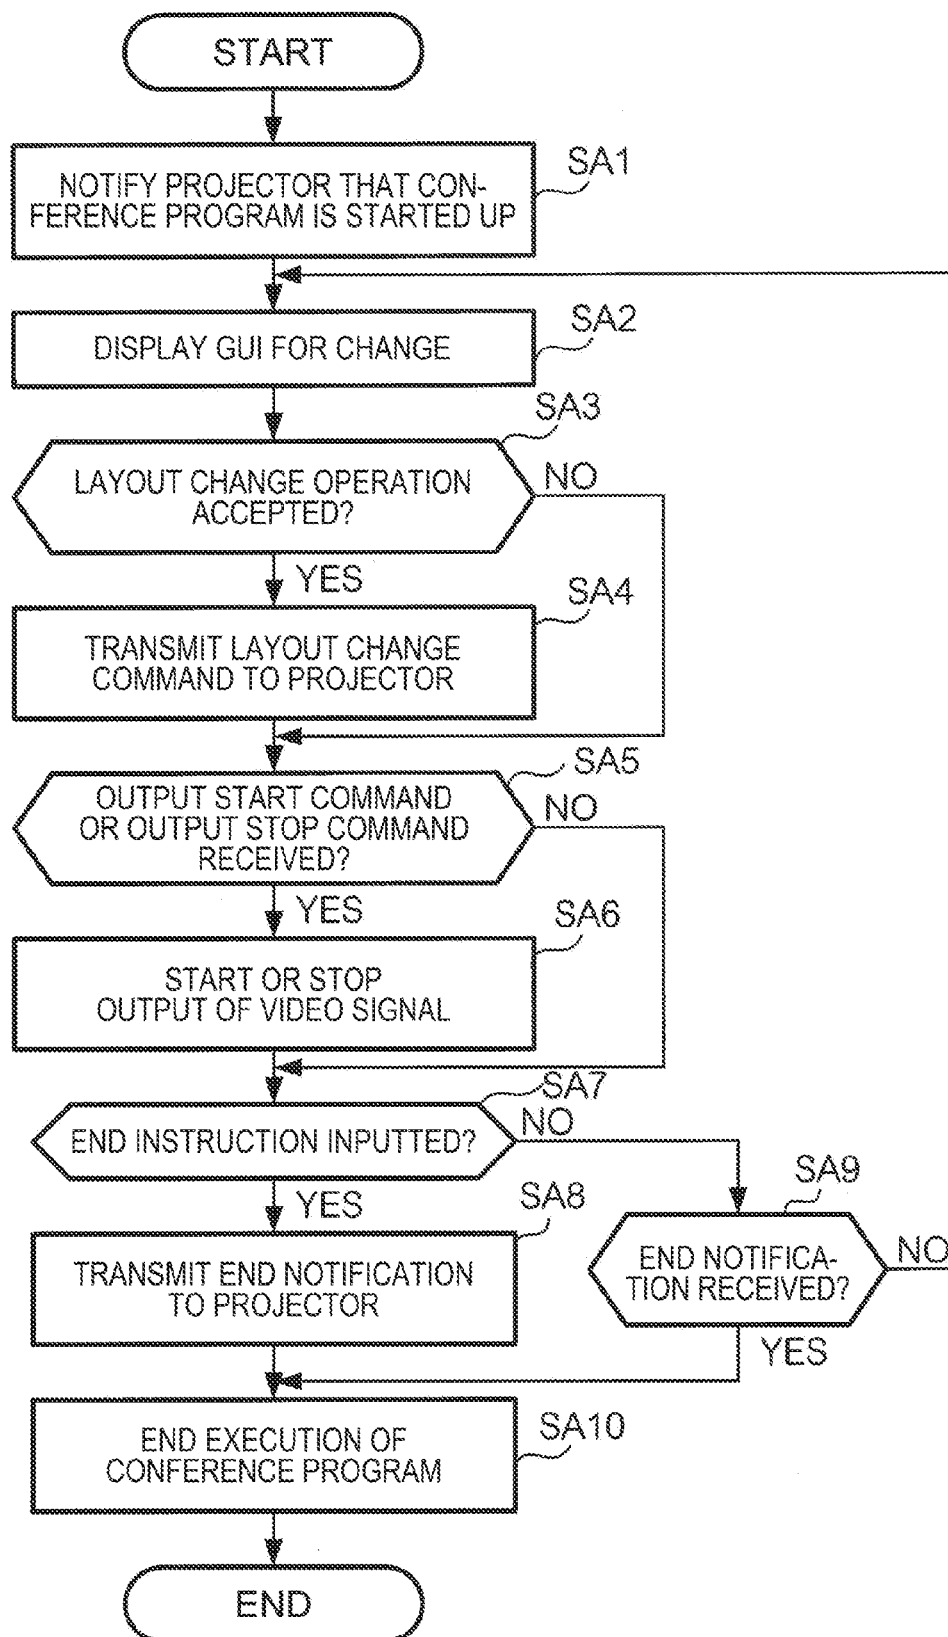 START
SA1
NOTIFY PROJECTOR THAT CON-
FERENCE PROGRAM IS STARTED UP
SA2
DISPLAY GUI FOR CHANGE
SA3
LAYOUT CHANGE OPERATION
ACCEPTED?
NO
YES
SA4
TRANSMIT LAYOUT CHANGE
COMMAND TO PROJECTOR
SA5
OUTPUT START COMMAND
OR OUTPUT STOP COMMAND
RECEIVED?
NO
YES
SA6
START OR STOP
OUTPUT OF VIDEO SIGNAL
SA7
END INSTRUCTION INPUTTED?
NO
YES
SA8
TRANSMIT END NOTIFICATION
TO PROJECTOR
SA9
END NOTIFICA-
TION RECEIVED?
NO
YES
SA10
END EXECUTION OF
CONFERENCE PROGRAM
END